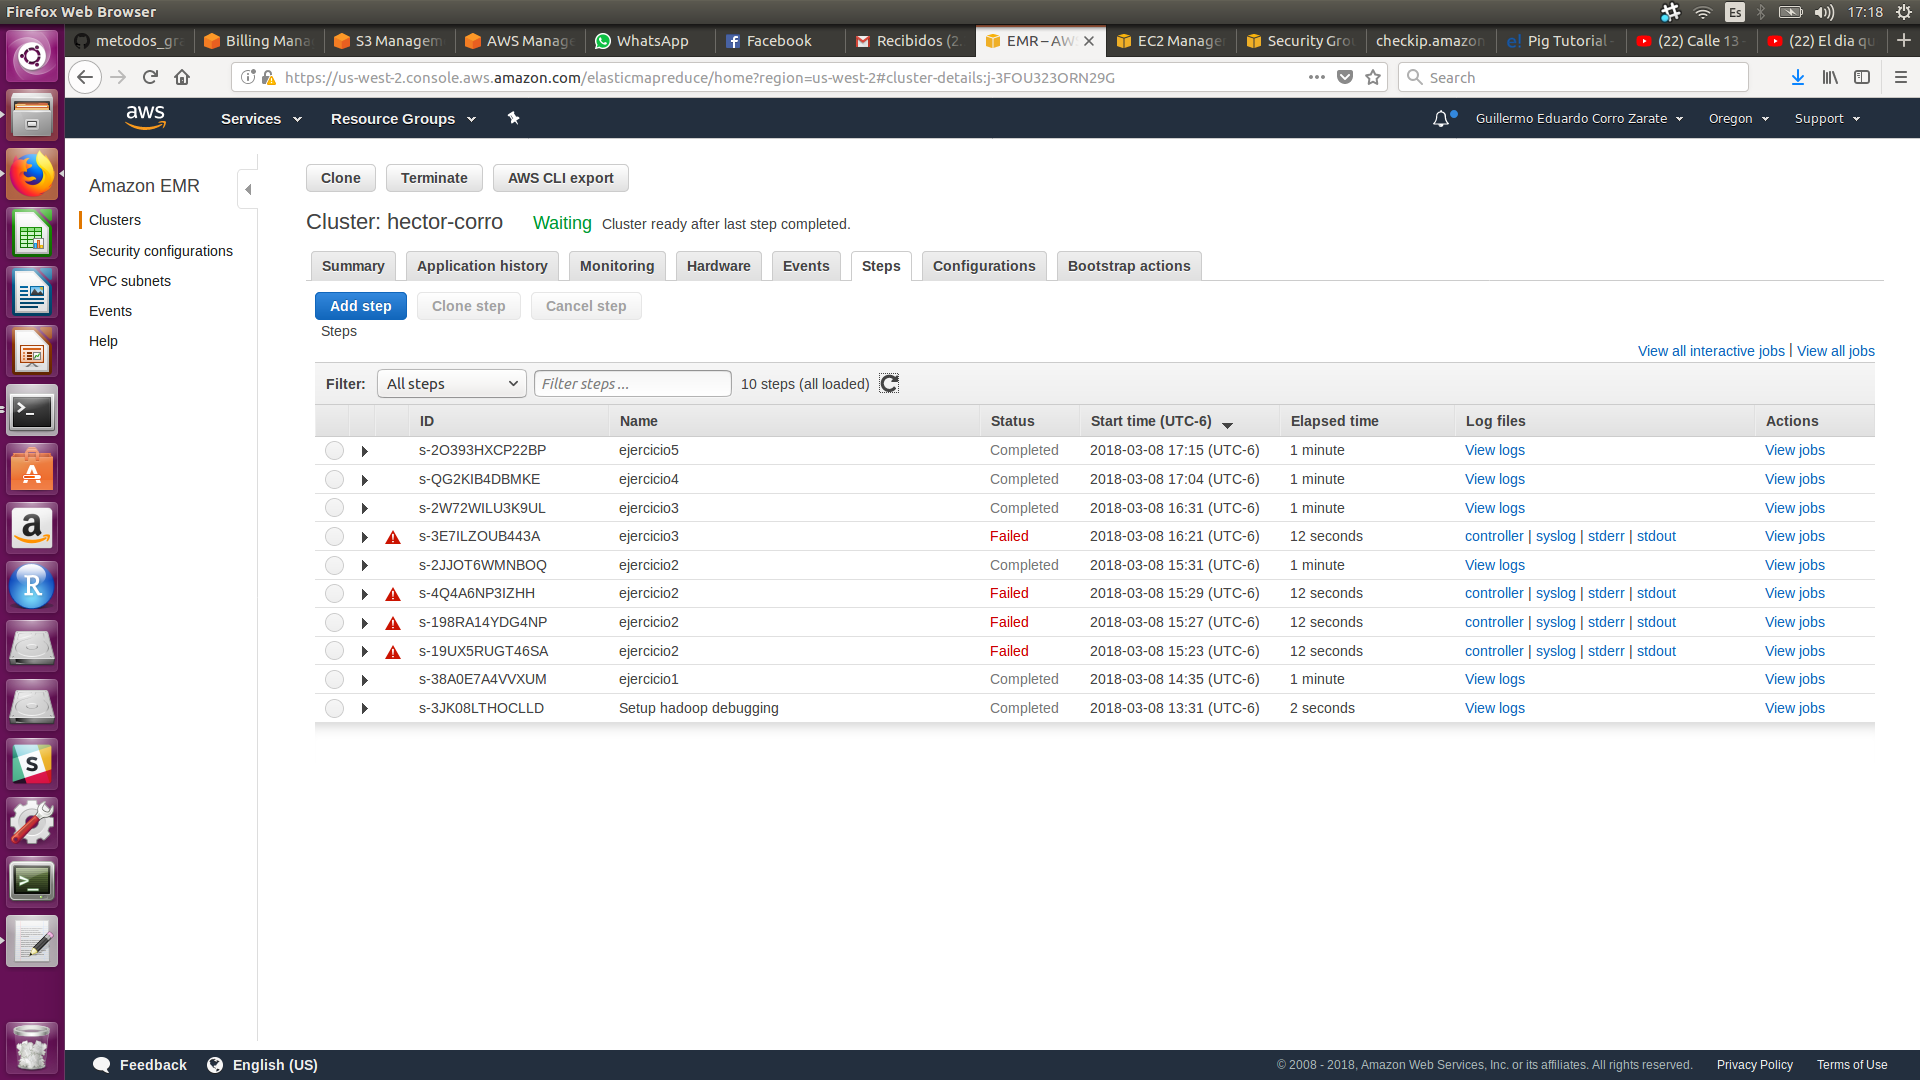 Firefox Web Browser
Es
17:18
metodos_gra
Billing Mana
S3 Managem
AWS Manage
WhatsApp
Facebook
Recibidos (2
EMR – AW
EC2 Manage
Security Gro
checkip.amazon
Pig Tutorial -
(22) Calle 13 -
(22) El dia qu
https://us-west-2.console.aws.amazon.com/elasticmapreduce/home?region=us-west-2#cluster-details:j-3FOU323ORN29G
Search
aws
Services
Resource Groups
Guillermo Eduardo Corro Zarate
Oregon
Support
Amazon EMR
Clusters
Security configurations
VPC subnets
Events
Help
Clone
Terminate
AWS CLI export
Cluster: hector-corro
Waiting
Cluster ready after last step completed.
Summary
Application history
Monitoring
Hardware
Events
Steps
Configurations
Bootstrap actions
Add step
Clone step
Cancel step
Steps
View all interactive jobs | View all jobs
Filter:
All steps
Filter steps ...
10 steps (all loaded)
ID Name Status Start time (UTC-6) Elapsed time Log files Actions
s-2O393HXCP22BP ejercicio5 Completed 2018-03-08 17:15 (UTC-6) 1 minute View logs View jobs
s-QG2KIB4DBMKE ejercicio4 Completed 2018-03-08 17:04 (UTC-6) 1 minute View logs View jobs
s-2W72WILU3K9UL ejercicio3 Completed 2018-03-08 16:31 (UTC-6) 1 minute View logs View jobs
s-3E7ILZOUB443A ejercicio3 Failed 2018-03-08 16:21 (UTC-6) 12 seconds controller | syslog | stderr | stdout View jobs
s-2JJOT6WMNBOQ ejercicio2 Completed 2018-03-08 15:31 (UTC-6) 1 minute View logs View jobs
s-4Q4A6NP3IZHH ejercicio2 Failed 2018-03-08 15:29 (UTC-6) 12 seconds controller | syslog | stderr | stdout View jobs
s-198RA14YDG4NP ejercicio2 Failed 2018-03-08 15:27 (UTC-6) 12 seconds controller | syslog | stderr | stdout View jobs
s-19UX5RUGT46SA ejercicio2 Failed 2018-03-08 15:23 (UTC-6) 12 seconds controller | syslog | stderr | stdout View jobs
s-38A0E7A4VVXUM ejercicio1 Completed 2018-03-08 14:35 (UTC-6) 1 minute View logs View jobs
s-3JK08LTHOCLLD Setup hadoop debugging Completed 2018-03-08 13:31 (UTC-6) 2 seconds View logs View jobs
Feedback
English (US)
© 2008 - 2018, Amazon Web Services, Inc. or its affiliates. All rights reserved.
Privacy Policy
Terms of Use